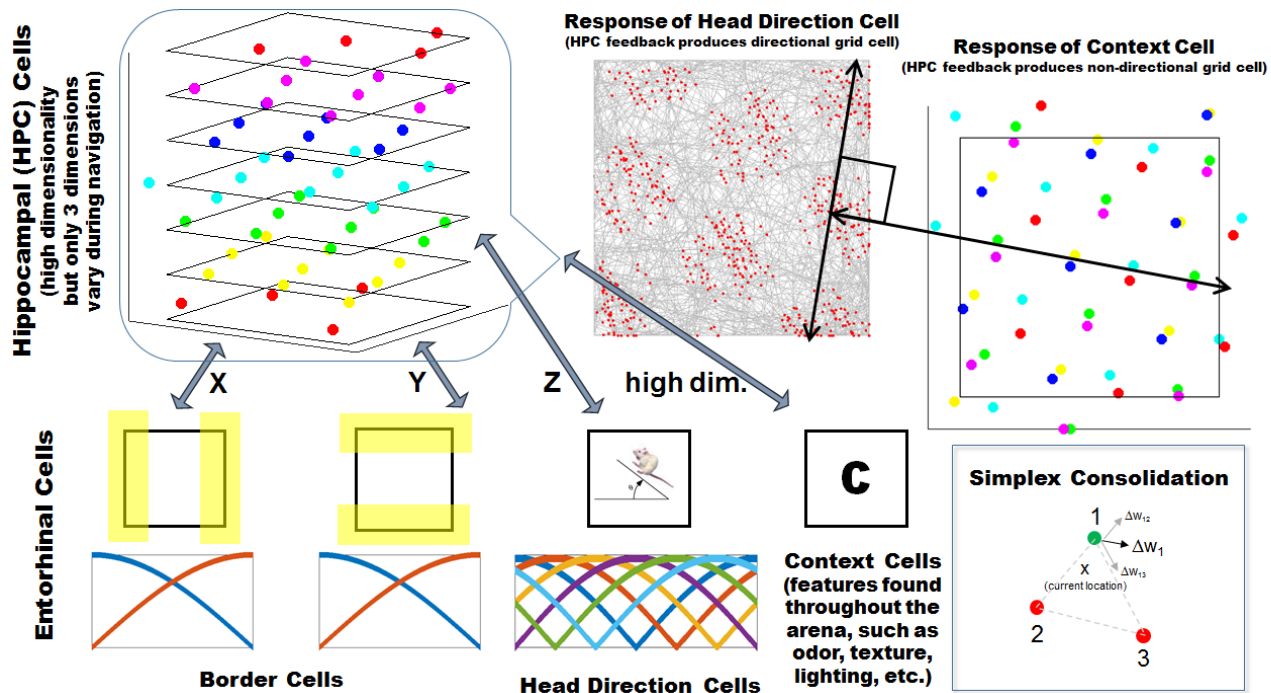 Hippocampal (HPC) Cells
(high dimensionality
but only 3 dimensions
vary during navigation)
Response of Head Direction Cell
(HPC feedback produces directional grid cell)
Response of Context Cell
(HPC feedback produces non-directional grid cell)
X
Y
Z
high dim.
Entorhinal Cells
C
Border Cells
Head Direction Cells
Context Cells
(features found
throughout the
arena, such as
odor, texture,
lighting, etc.)
Simplex Consolidation
1
Δw12
Δw1
Δw13
X
(current location)
2
3